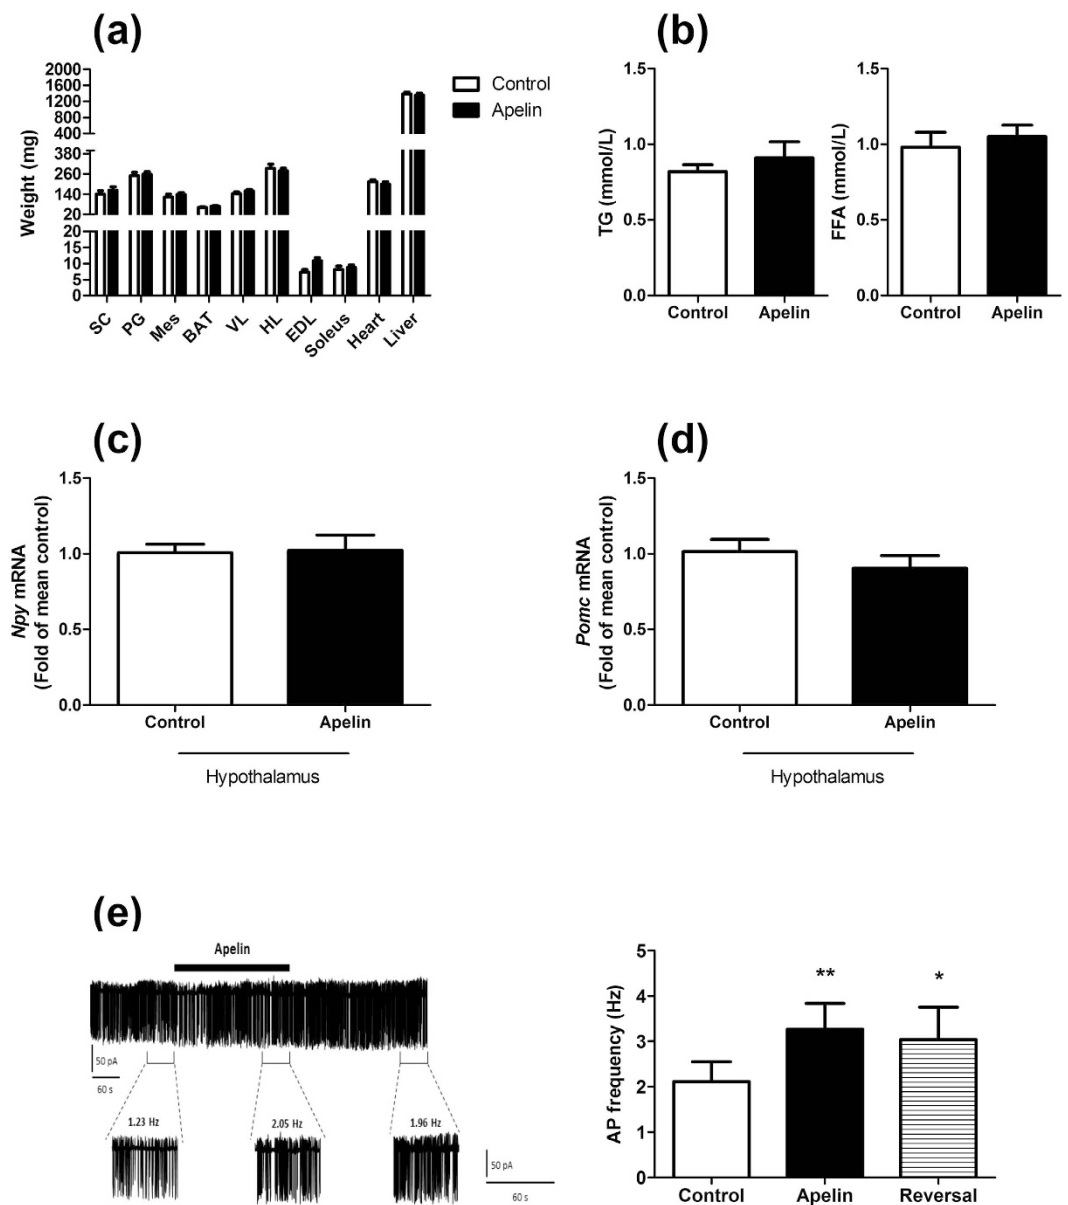 (a)
2000
1600
1200
800
400
380
260
140
20
20
15
10
5
0
Weight (mg)
Control
Apelin
SC PG Mes BAT VL HL EDL Soleus Heart Liver
(b)
1.5
1.0
0.5
0.0
TG (mmol/L)
Control Apelin
1.5
1.0
0.5
0.0
FFA (mmol/L)
Control Apelin
(c)
1.5
1.0
0.5
0.0
Npy mRNA
(Fold of mean control)
Control Apelin
Hypothalamus
(d)
1.5
1.0
0.5
0.0
Pomc mRNA
(Fold of mean control)
Control Apelin
Hypothalamus
(e)
Apelin
50 pA
60 s
1.23 Hz 2.05 Hz 1.96 Hz
50 pA
60 s
5
4
3
2
1
0
AP frequency (Hz)
** *
Control Apelin Reversal